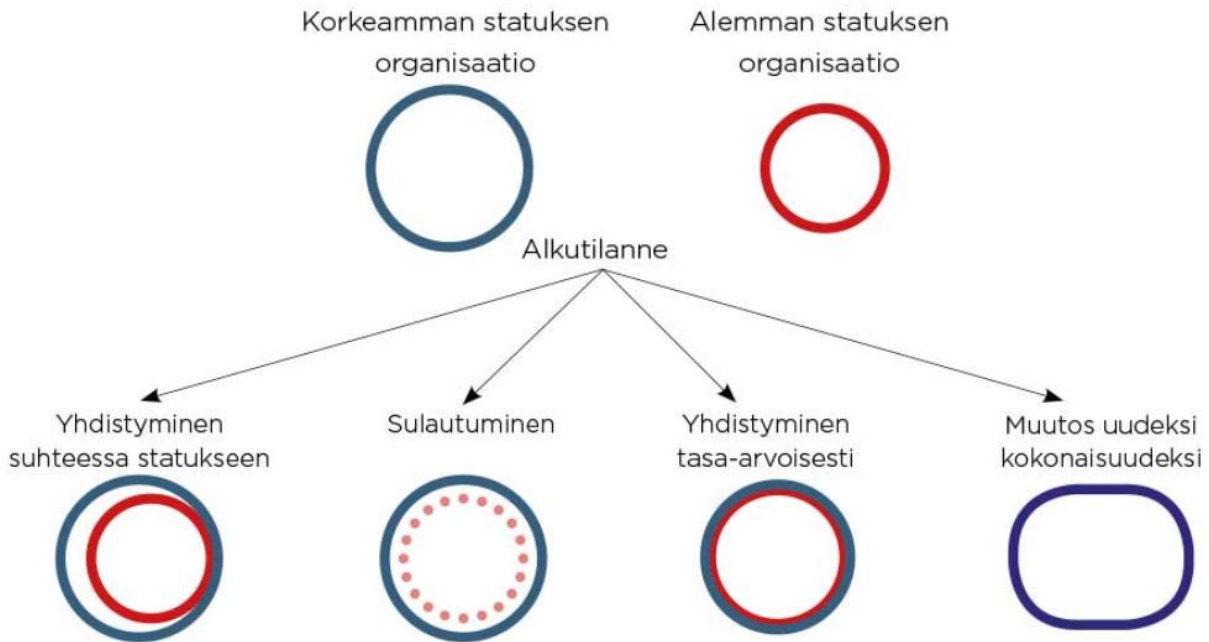 Korkeamman statuksen
organisaatio
Alemman statuksen
organisaatio
Alkutilanne
Yhdistyminen
suhteessa statukseen
Sulautuminen
Yhdistyminen
tasa-arvoisesti
Muutos uudeksi
kokonaisuudeksi